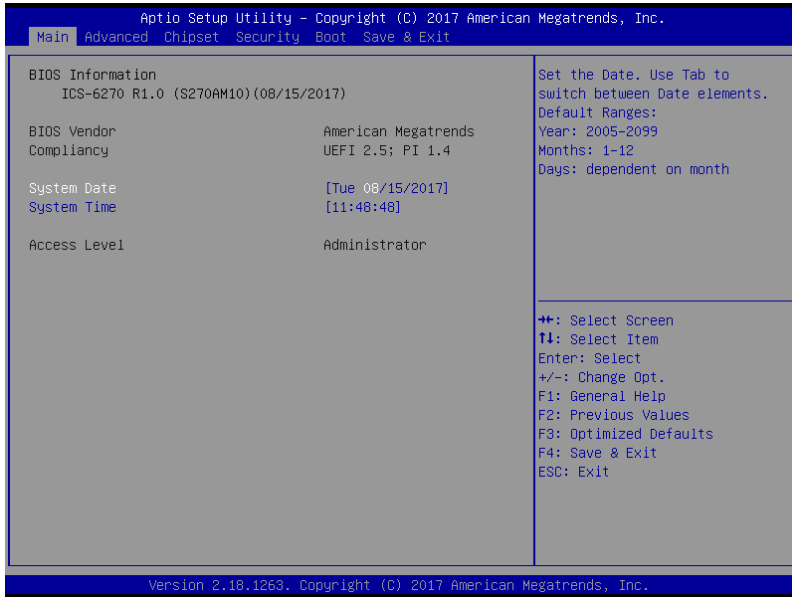 Aptio Setup Utility – Copyright (C) 2017 American Megatrends, Inc.
Main Advanced Chipset Security Boot Save & Exit
BIOS Information
ICS-6270 R1.0 (S270AM10)(08/15/2017)
BIOS Vendor American Megatrends
Compliancy UEFI 2.5; PI 1.4
System Date [Tue 08/15/2017]
System Time [11:48:48]
Access Level Administrator
Set the Date. Use Tab to
switch between Date elements.
Default Ranges:
Year: 2005-2099
Months: 1-12
Days: dependent on month
→←: Select Screen
↑↓: Select Item
Enter: Select
+/-: Change Opt.
F1: General Help
F2: Previous Values
F3: Optimized Defaults
F4: Save & Exit
ESC: Exit
Version 2.18.1263. Copyright (C) 2017 American Megatrends, Inc.